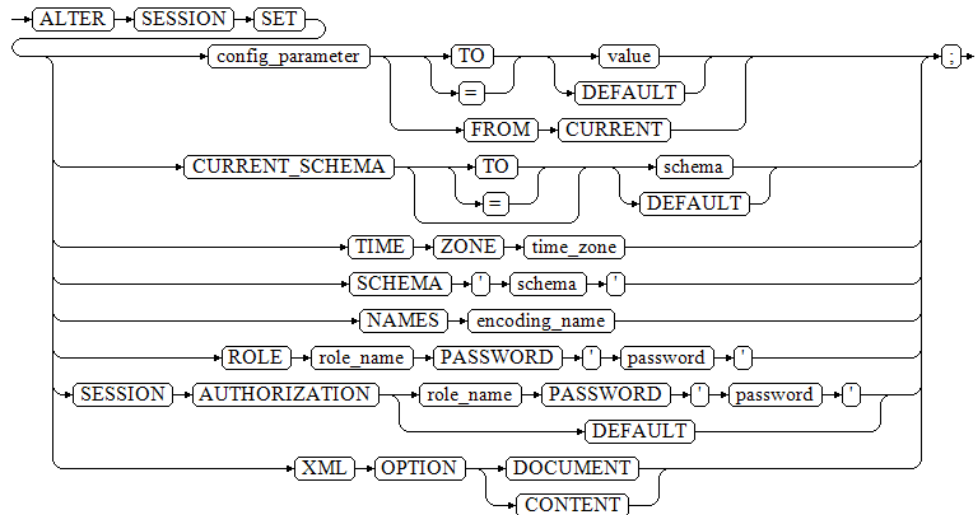 ALTER SESSION SET
config_parameter TO value ;
= DEFAULT
FROM CURRENT
CURRENT_SCHEMA TO schema
= DEFAULT
TIME ZONE time_zone
SCHEMA ' schema '
NAMES encoding_name
ROLE role_name PASSWORD ' password '
SESSION AUTHORIZATION role_name PASSWORD ' password '
DEFAULT
XML OPTION DOCUMENT
CONTENT